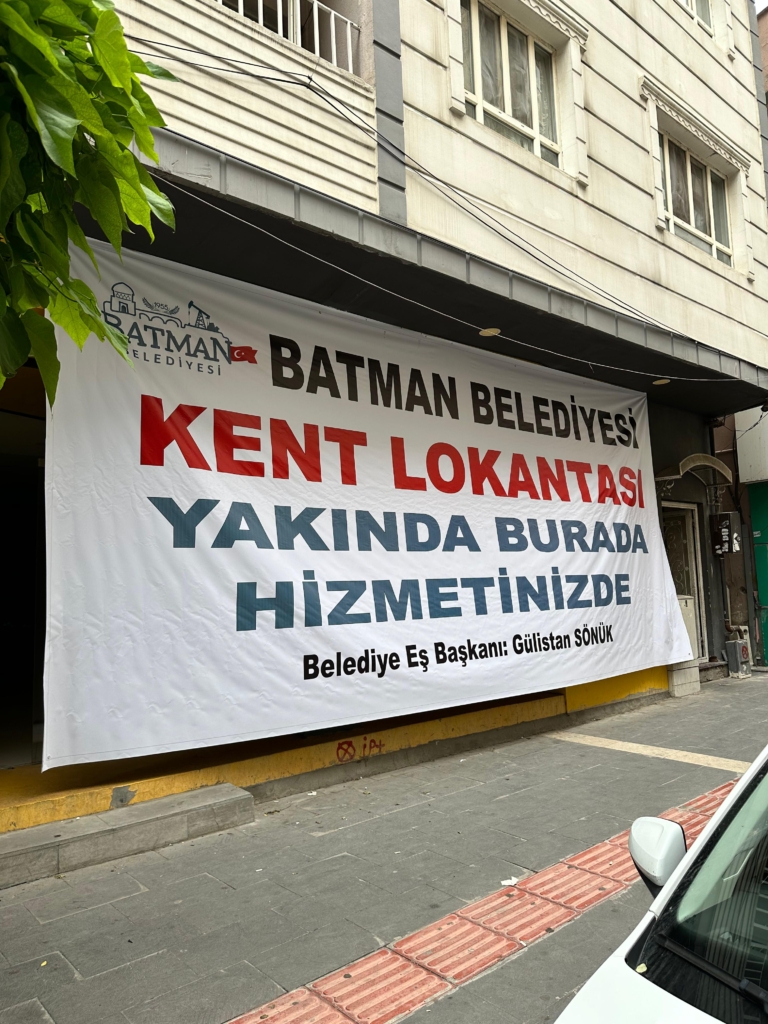 1955
BATMAN
BELEDİYESİ
BATMAN BELEDİYESİ
KENT LOKANTASI
YAKINDA BURADA
HİZMETİNİZDE
Belediye Eş Başkanı: Gülistan SÖNÜK